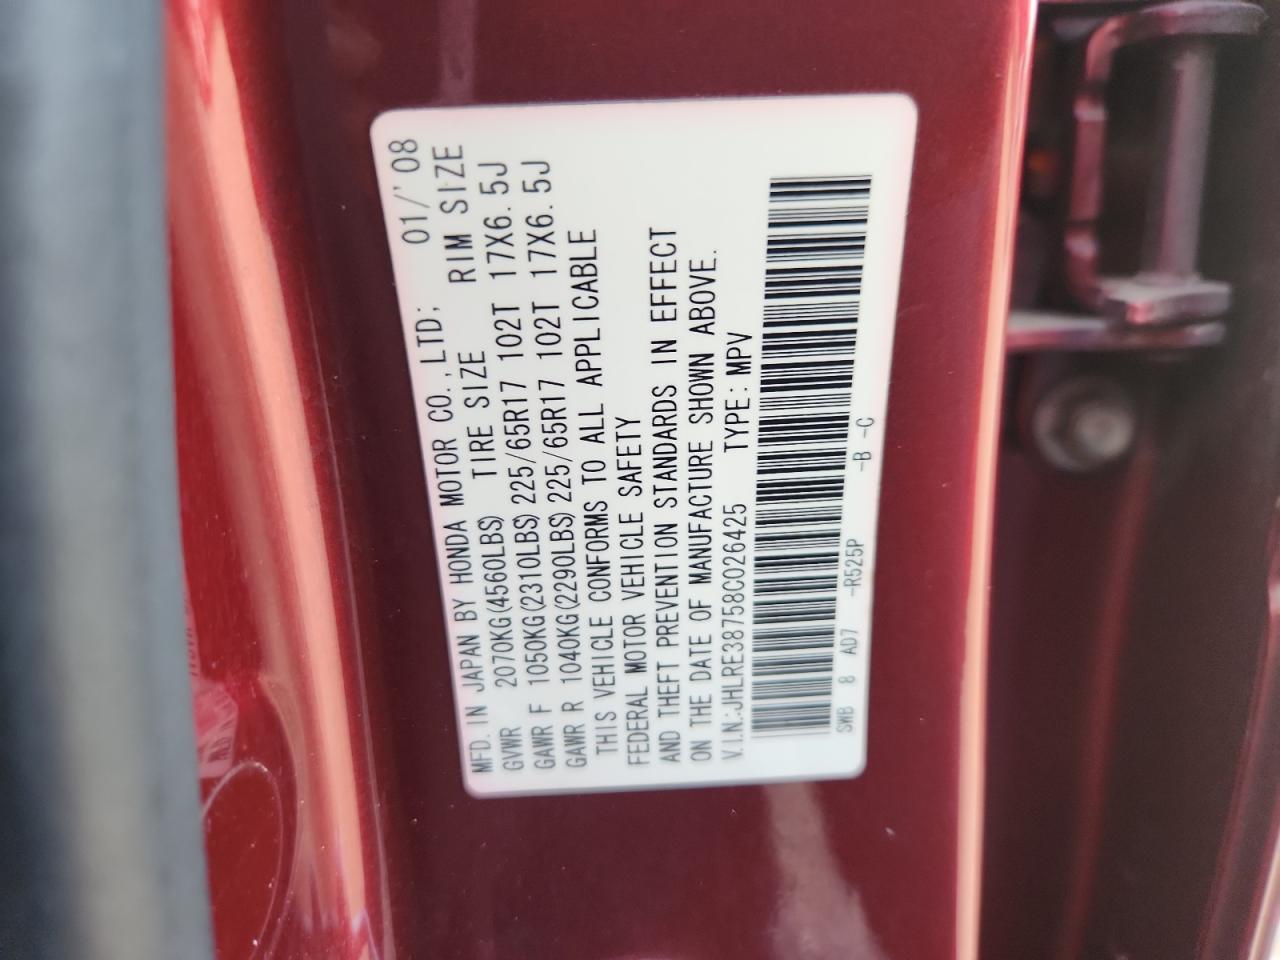 MFD. IN JAPAN BY HONDA MOTOR CO., LTD; 01/'08
GVWR 2070KG(4560LBS) TIRE SIZE RIM SIZE
GAWR F 1050KG(2310LBS) 225/65R17 102T 17X6.5J
GAWR R 1040KG(2290LBS) 225/65R17 102T 17X6.5J
THIS VEHICLE CONFORMS TO ALL APPLICABLE
FEDERAL MOTOR VEHICLE SAFETY
AND THEFT PREVENTION STANDARDS IN EFFECT
ON THE DATE OF MANUFACTURE SHOWN ABOVE.
V.I.N.:JHLRE38758C026425 TYPE:MPV
SWB 8 AD7 -R525P -B -C